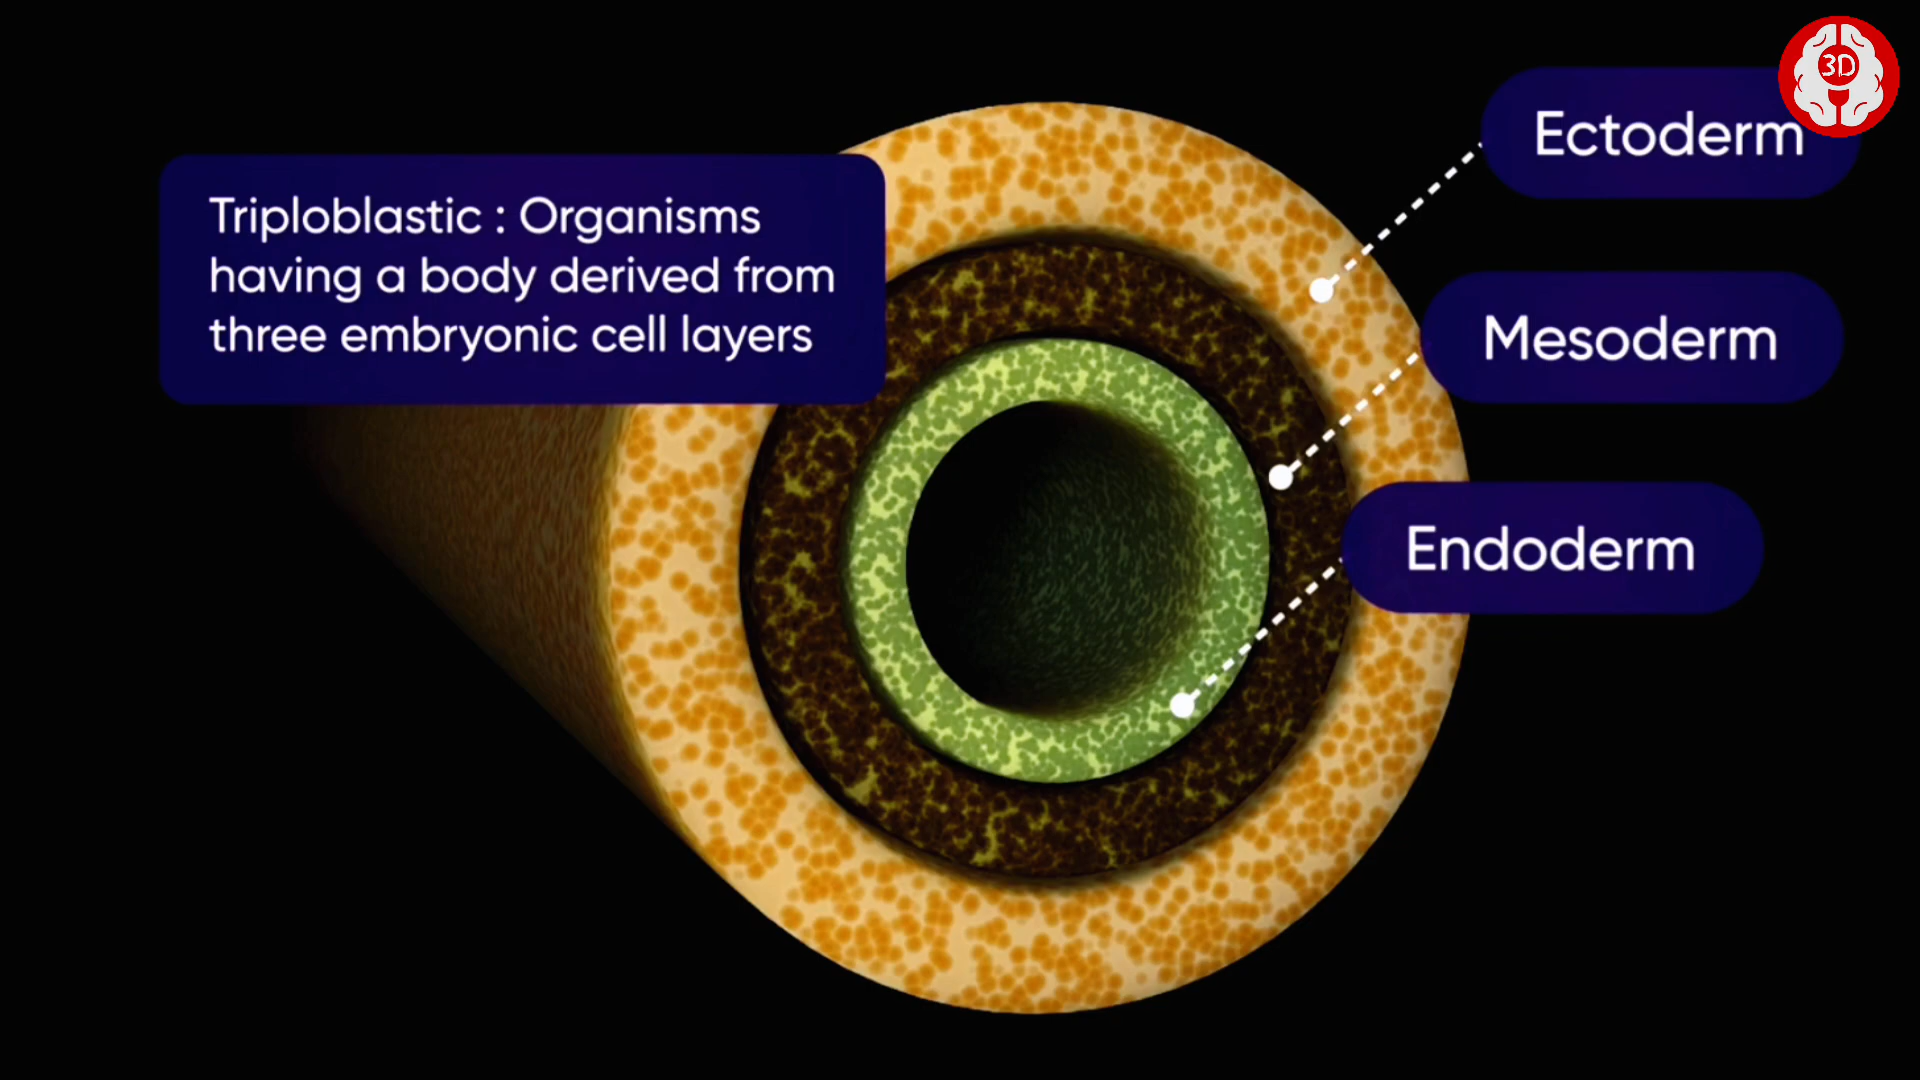 3D
Ectoderm
Triploblastic : Organisms
having a body derived from
three embryonic cell layers
Mesoderm
Endoderm